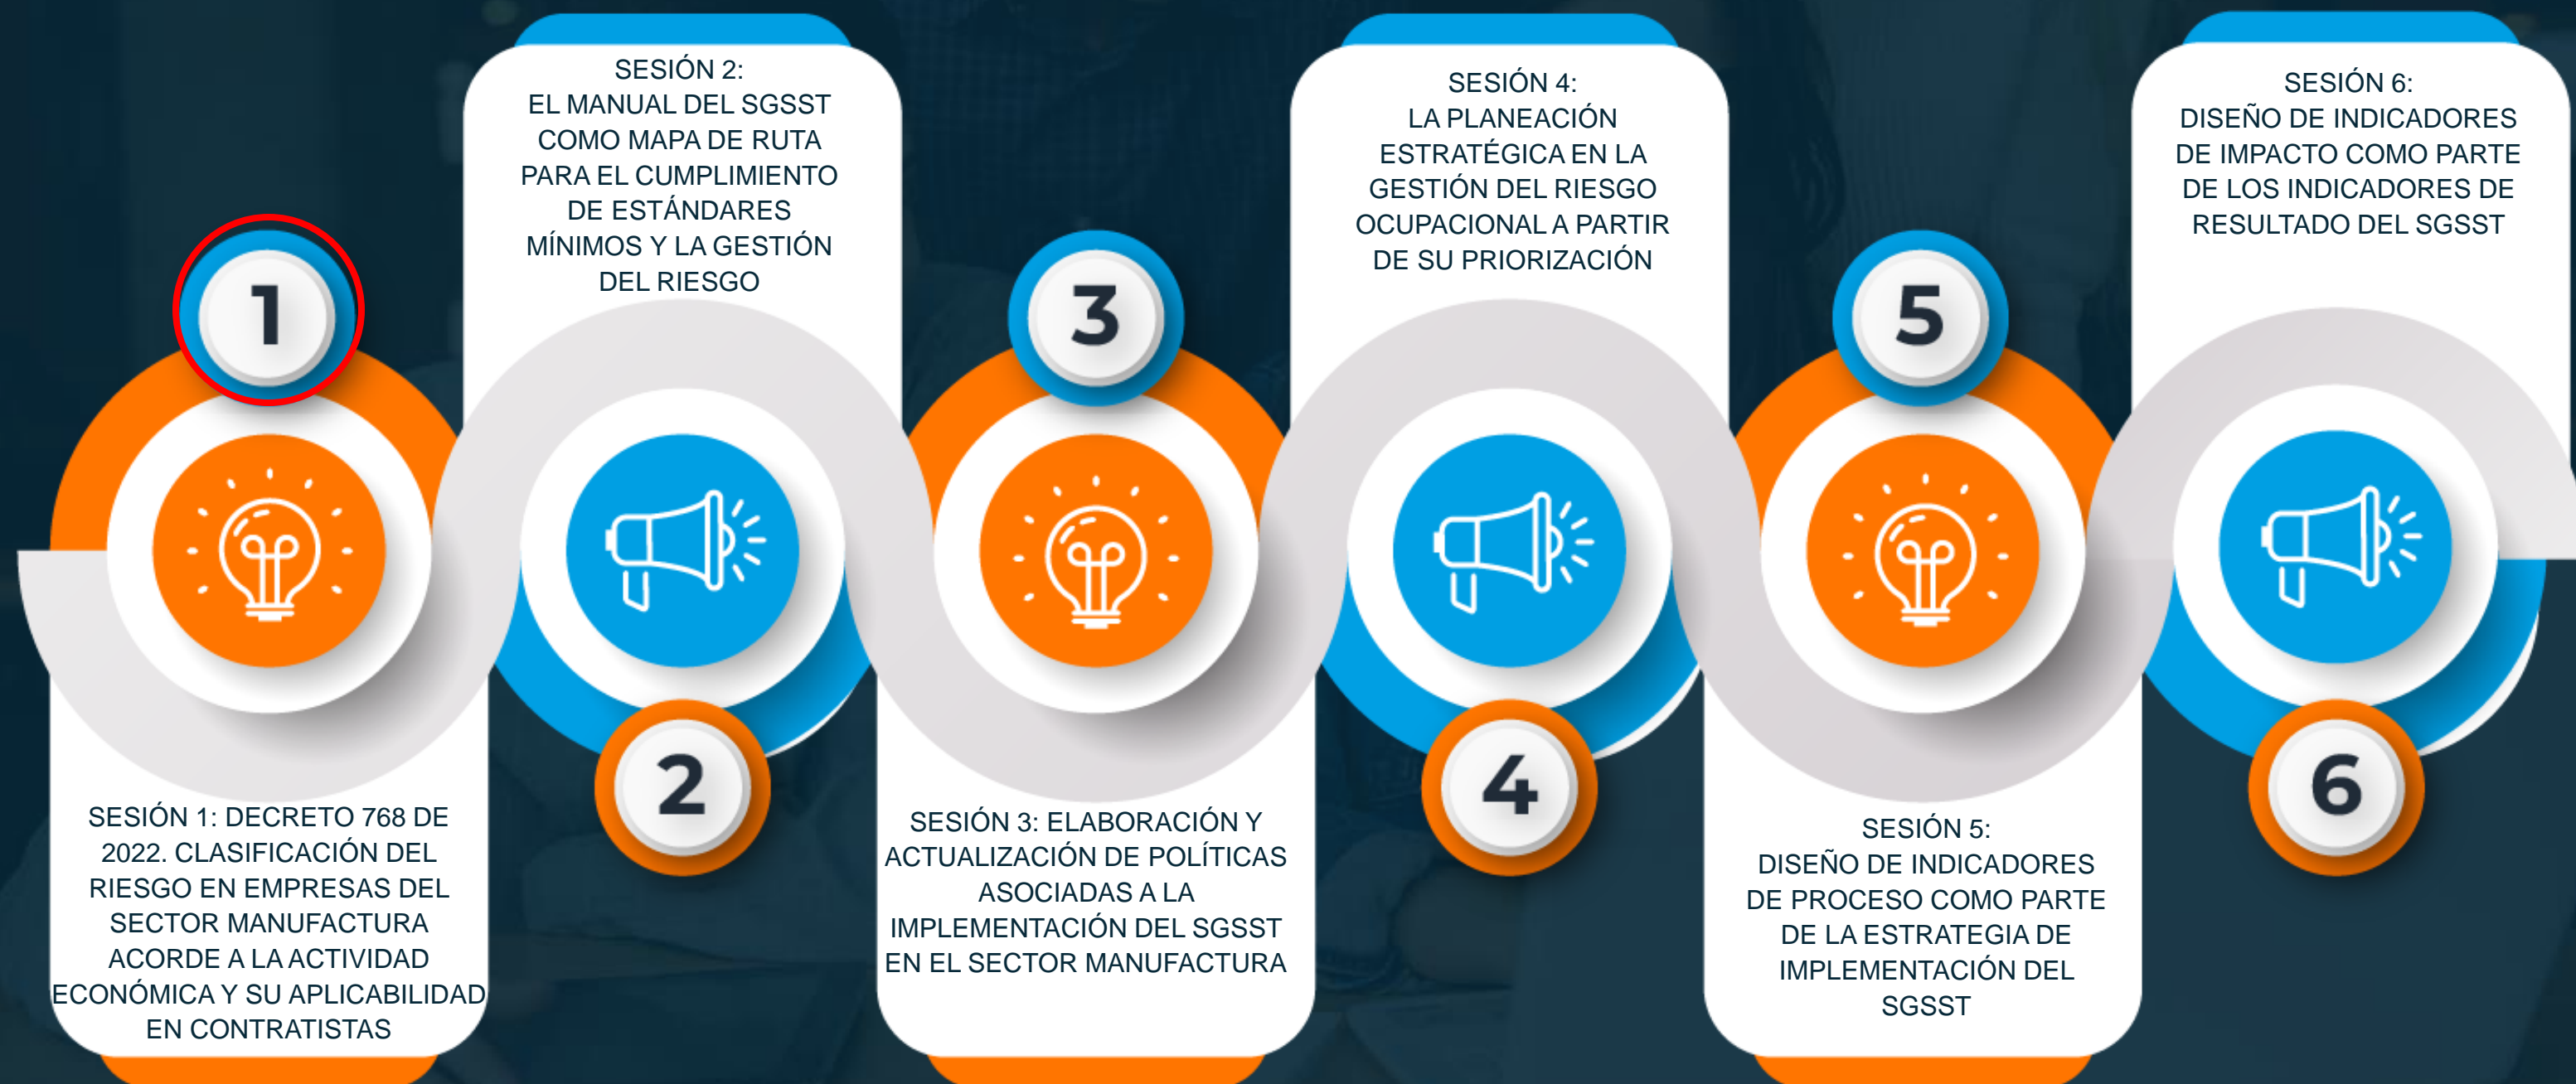 1
SESIÓN 1: DECRETO 768 DE
2022. CLASIFICACIÓN DEL
RIESGO EN EMPRESAS DEL
SECTOR MANUFACTURA
ACORDE A LA ACTIVIDAD
ECONÓMICA Y SU APLICABILIDAD
EN CONTRATISTAS
SESIÓN 2:
EL MANUAL DEL SGSST
COMO MAPA DE RUTA
PARA EL CUMPLIMIENTO
DE ESTÁNDARES
MÍNIMOS Y LA GESTIÓN
DEL RIESGO
2
3
SESIÓN 3: ELABORACIÓN Y
ACTUALIZACIÓN DE POLÍTICAS
ASOCIADAS A LA
IMPLEMENTACIÓN DEL SGSST
EN EL SECTOR MANUFACTURA
SESIÓN 4:
LA PLANEACIÓN
ESTRATÉGICA EN LA
GESTIÓN DEL RIESGO
OCUPACIONAL A PARTIR
DE SU PRIORIZACIÓN
4
5
SESIÓN 5:
DISEÑO DE INDICADORES
DE PROCESO COMO PARTE
DE LA ESTRATEGIA DE
IMPLEMENTACIÓN DEL
SGSST
SESIÓN 6:
DISEÑO DE INDICADORES
DE IMPACTO COMO PARTE
DE LOS INDICADORES DE
RESULTADO DEL SGSST
6